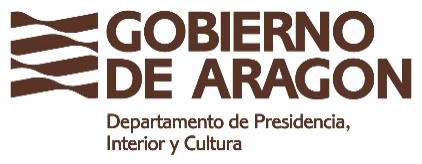 GOBIERNO
DE ARAGON
Departamento de Presidencia,
Interior y Cultura